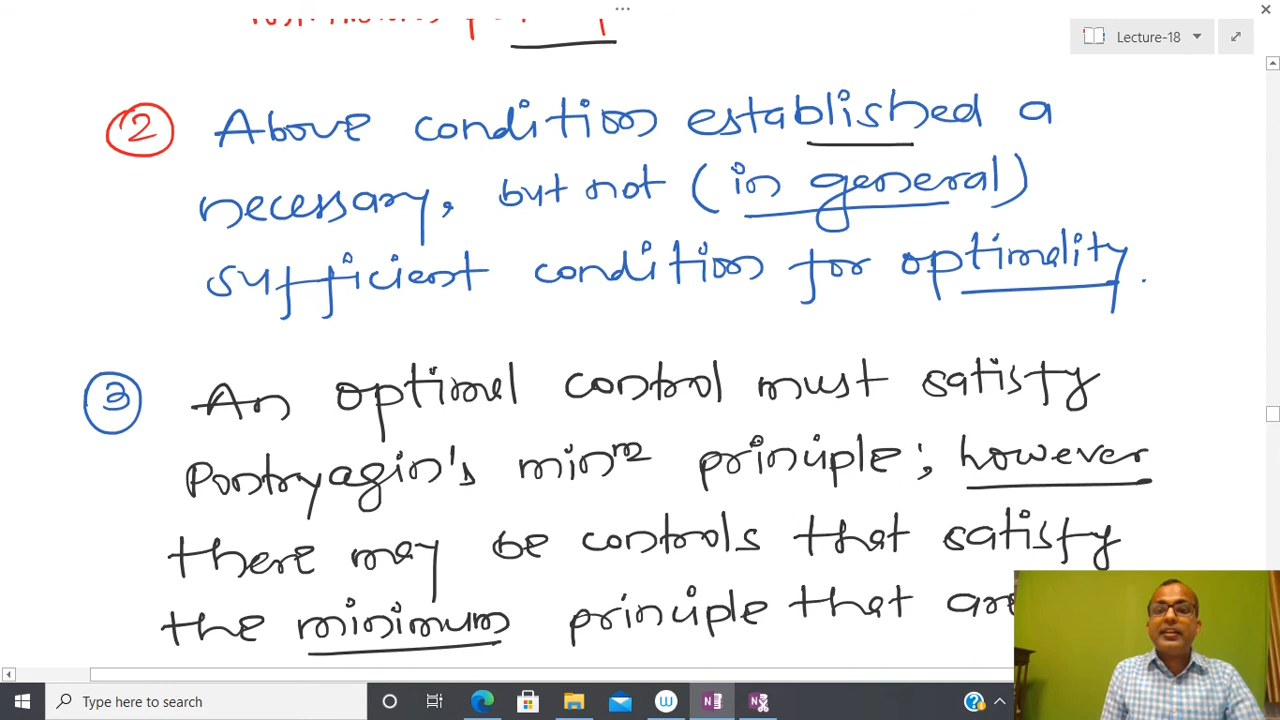 Lecture-18
② Above condition established a
necessary, but not (in general)
sufficient condition for optimality.
③ An optimal control must satisfy
Pontryagin's minm principle; however
there may be controls that satisfy
the minimum principle that are
Type here to search